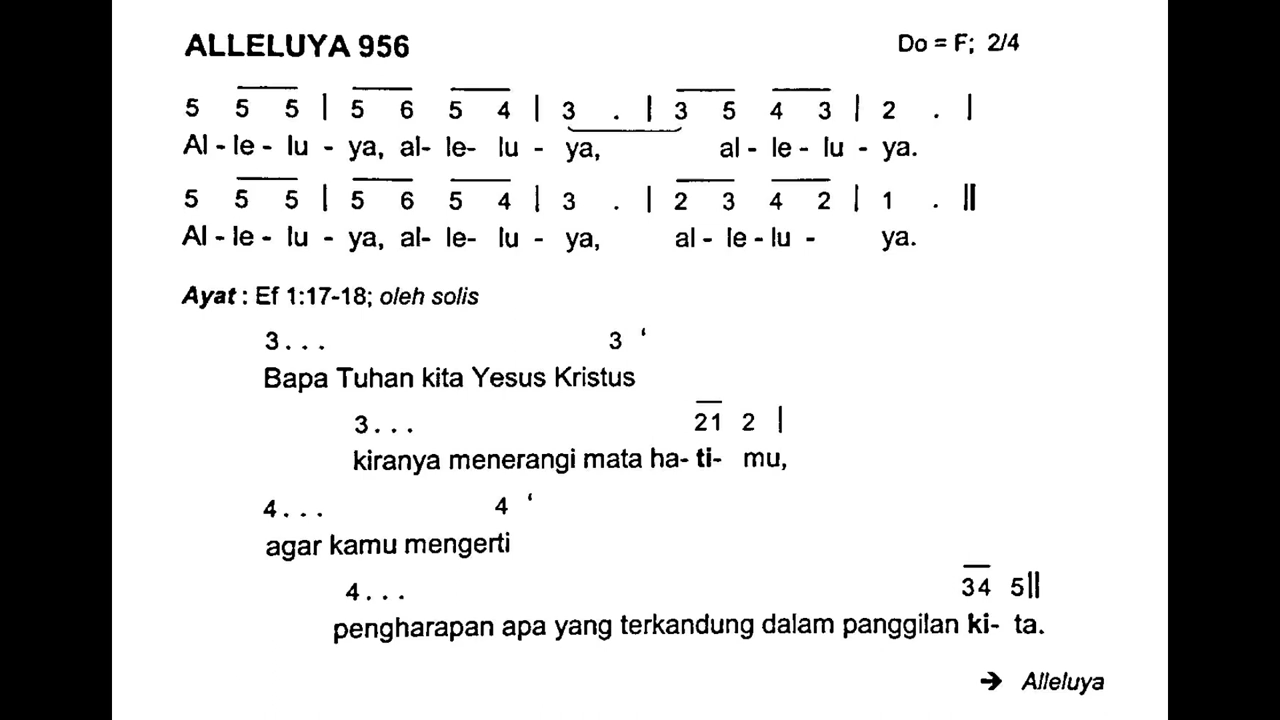 ALLELUYA 956 Do = F; 2/4
5 5 5 | 5 6 5 4 | 3 . | 3 5 4 3 | 2 . |
Al - le - lu - ya, al- le- lu - ya, al - le - lu - ya.
5 5 5 | 5 6 5 4 | 3 . | 2 3 4 2 | 1 . ||
Al - le - lu - ya, al- le- lu - ya, al - le - lu - ya.
Ayat : Ef 1:17-18; oleh solis
3 . . . 3 ‘
Bapa Tuhan kita Yesus Kristus
3 . . . 21 2 |
kiranya menerangi mata ha- ti- mu,
4 . . . 4 ‘
agar kamu mengerti
4 . . . 34 5||
pengharapan apa yang terkandung dalam panggilan ki- ta.
→ Alleluya